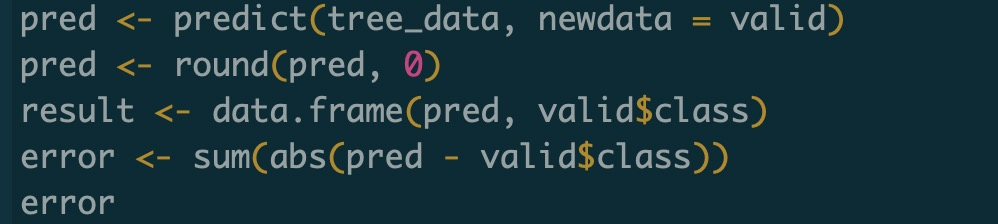 pred <- predict(tree_data, newdata = valid)
pred <- round(pred, 0)
result <- data.frame(pred, valid$class)
error <- sum(abs(pred - valid$class))
error